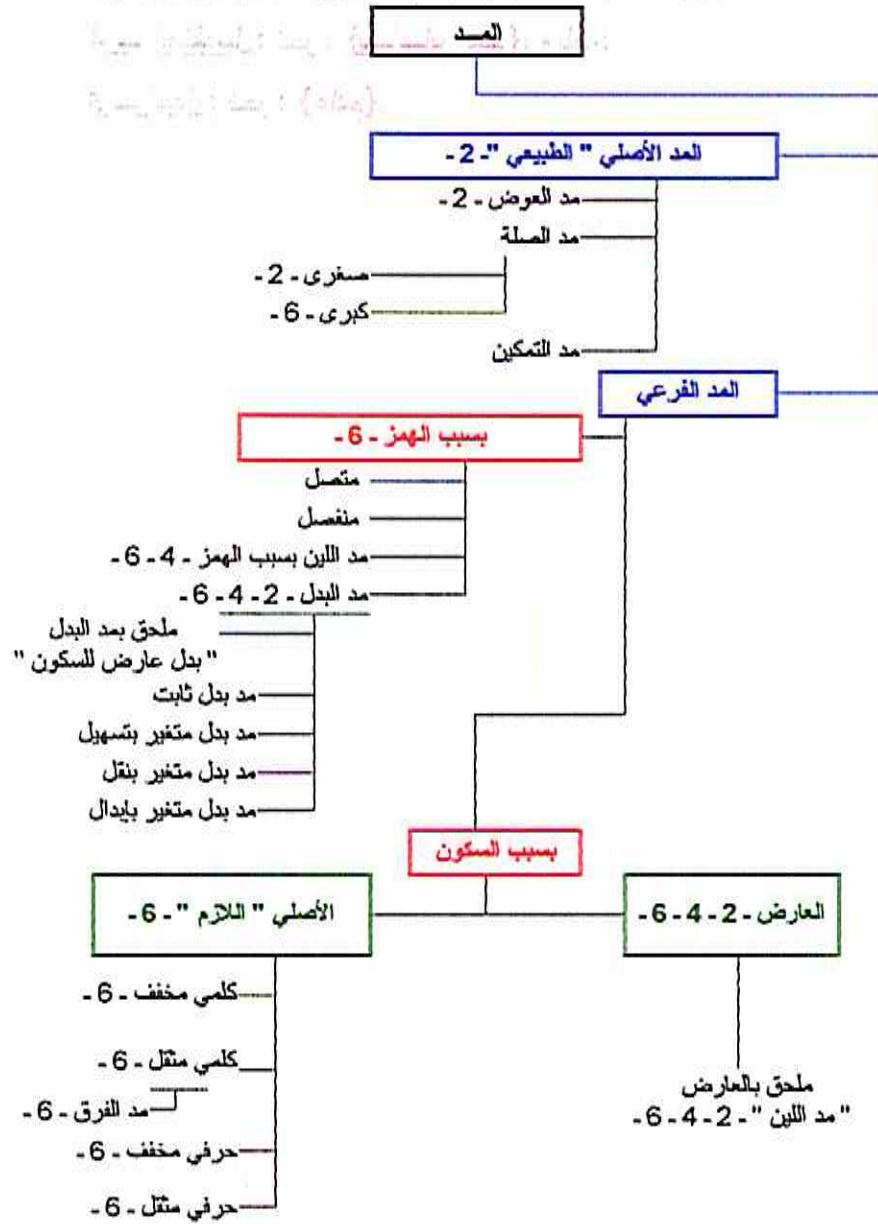 المـد
المد الأصلي " الطبيعي "-2-
مد العوض -2-
مد الصلة
صغرى -2-
كبرى -6-
مد التمكين
المد الفرعي
بسبب الهمز -6-
متصل
منفصل
مد اللين بسبب الهمز -4-6-
مد البدل -2-4-6-
ملحق بمد البدل
" بدل عارض للسكون "
مد بدل ثابت
مد بدل متغير بتسهيل
مد بدل متغير بنقل
مد بدل متغير بإبدال
بسبب السكون
العارض -2-4-6-
ملحق بالعارض
" مد اللين "-2-4-6-
الأصلي " اللازم "-6-
كلمي مخفف -6-
كلمي مثقل -6-
مد الفرق -6-
حرفي مخفف -6-
حرفي مثقل -6-